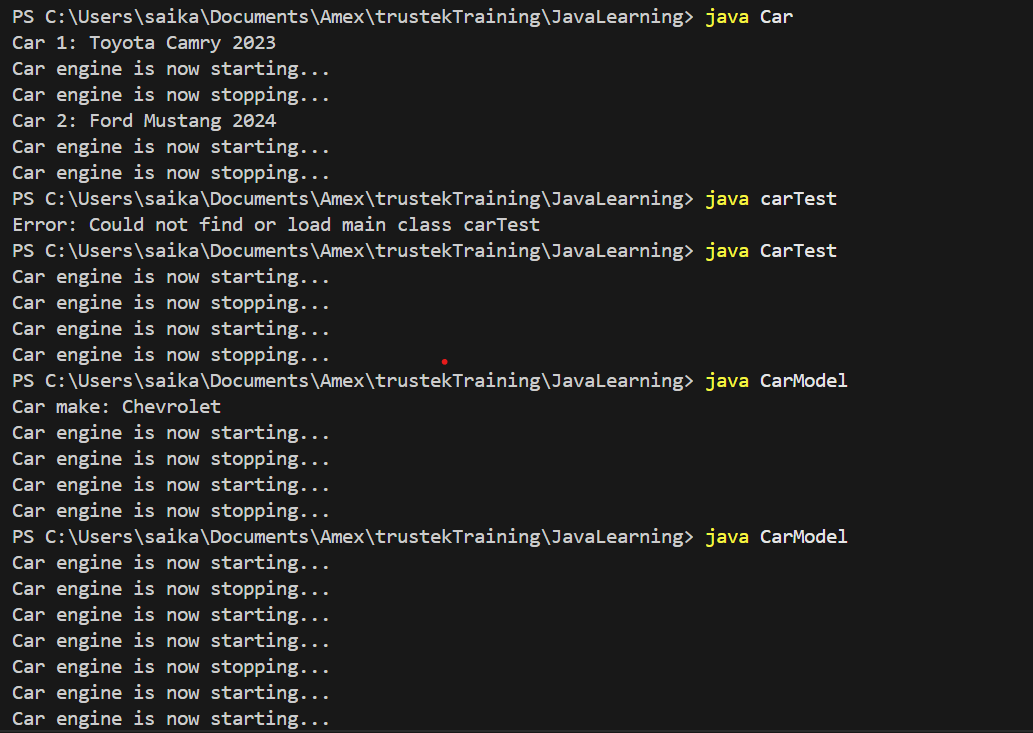 PS C:\Users\saika\Documents\Amex\trustekTraining\JavaLearning> java Car
Car 1: Toyota Camry 2023
Car engine is now starting...
Car engine is now stopping...
Car 2: Ford Mustang 2024
Car engine is now starting...
Car engine is now stopping...
PS C:\Users\saika\Documents\Amex\trustekTraining\JavaLearning> java carTest
Error: Could not find or load main class carTest
PS C:\Users\saika\Documents\Amex\trustekTraining\JavaLearning> java CarTest
Car engine is now starting...
Car engine is now stopping...
Car engine is now starting...
Car engine is now stopping...
PS C:\Users\saika\Documents\Amex\trustekTraining\JavaLearning> java CarModel
Car make: Chevrolet
Car engine is now starting...
Car engine is now stopping...
Car engine is now starting...
Car engine is now stopping...
PS C:\Users\saika\Documents\Amex\trustekTraining\JavaLearning> java CarModel
Car engine is now starting...
Car engine is now stopping...
Car engine is now starting...
Car engine is now starting...
Car engine is now stopping...
Car engine is now starting...
Car engine is now starting...